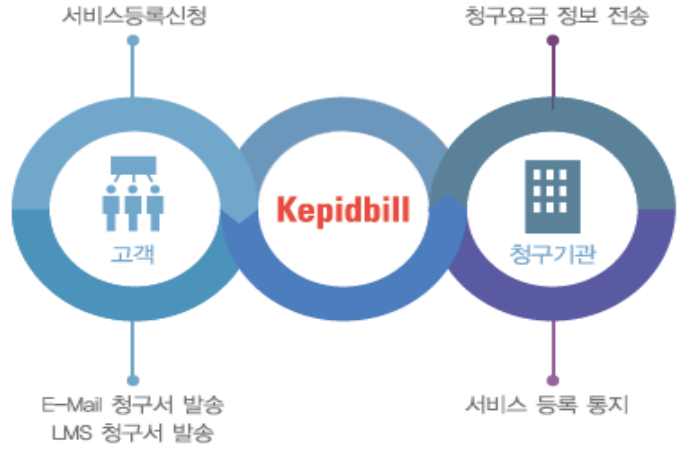 서비스등록신청
청구요금 정보 전송
고객
Kepidbill
청구기관
E-Mail 청구서 발송
LMS 청구서 발송
서비스 등록 통지